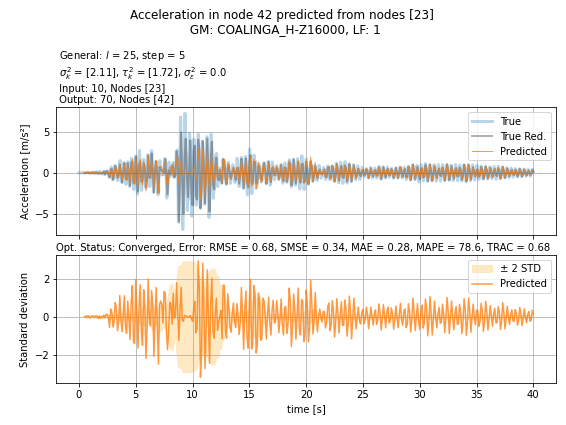 Acceleration in node 42 predicted from nodes [23]
GM: COALINGA_H-Z16000, LF: 1
General: l = 25, step = 5
σ²ₖ = [2.11], τ²ₖ = [1.72], σ²ε = 0.0
Input: 10, Nodes [23]
Output: 70, Nodes [42]
Acceleration [m/s²]
5
0
−5
True
True Red.
Predicted
Opt. Status: Converged, Error: RMSE = 0.68, SMSE = 0.34, MAE = 0.28, MAPE = 78.6, TRAC = 0.68
Standard deviation
2
0
−2
± 2 STD
Predicted
0 5 10 15 20 25 30 35 40
time [s]